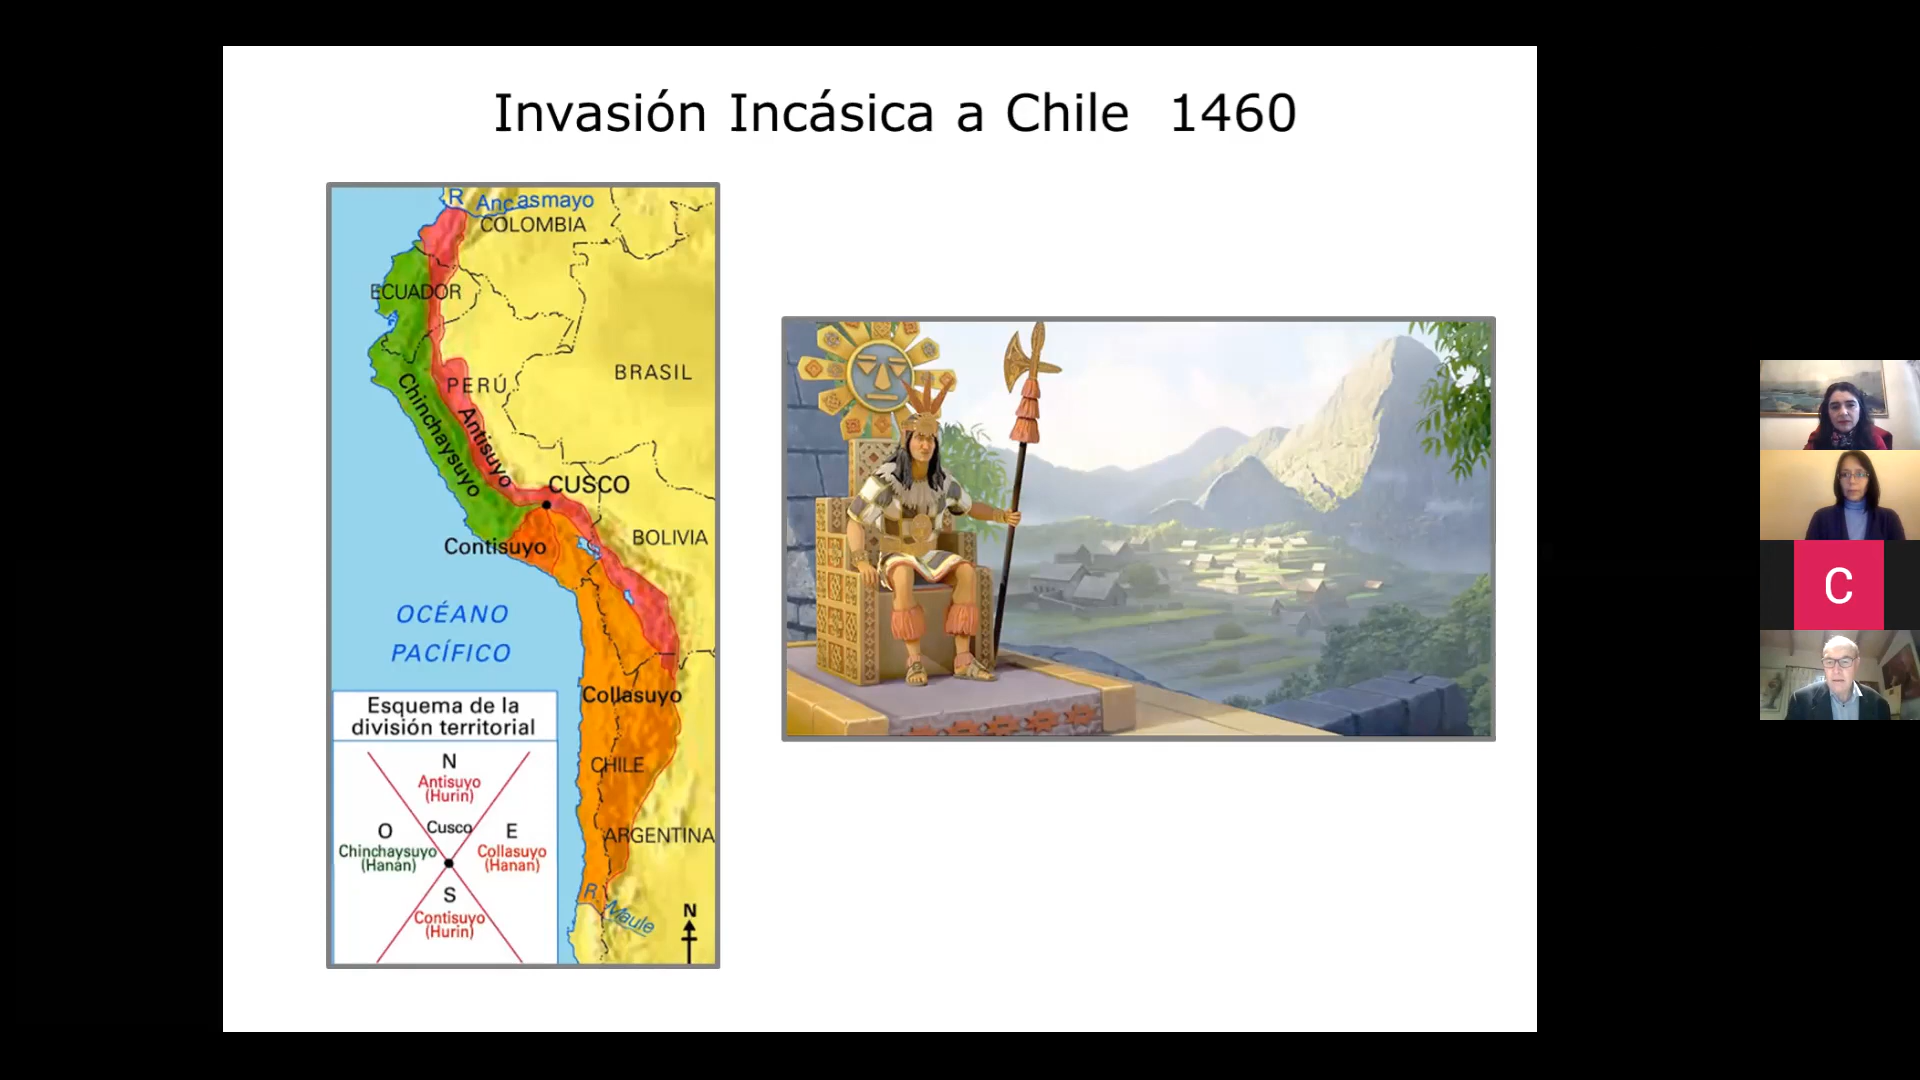 Invasión Incásica a Chile 1460
R Ancasmayo
COLOMBIA
ECUADOR
PERÚ
BRASIL
Chinchaysuyo
Antisuyo
CUSCO
BOLIVIA
Contisuyo
OCÉANO
PACÍFICO
Collasuyo
CHILE
ARGENTINA
R. Maule
N
Esquema de la
división territorial
N
Antisuyo
(Hurin)
O
Cusco
E
Chinchaysuyo
(Hanan)
Collasuyo
(Hanan)
S
Contisuyo
(Hurin)
C